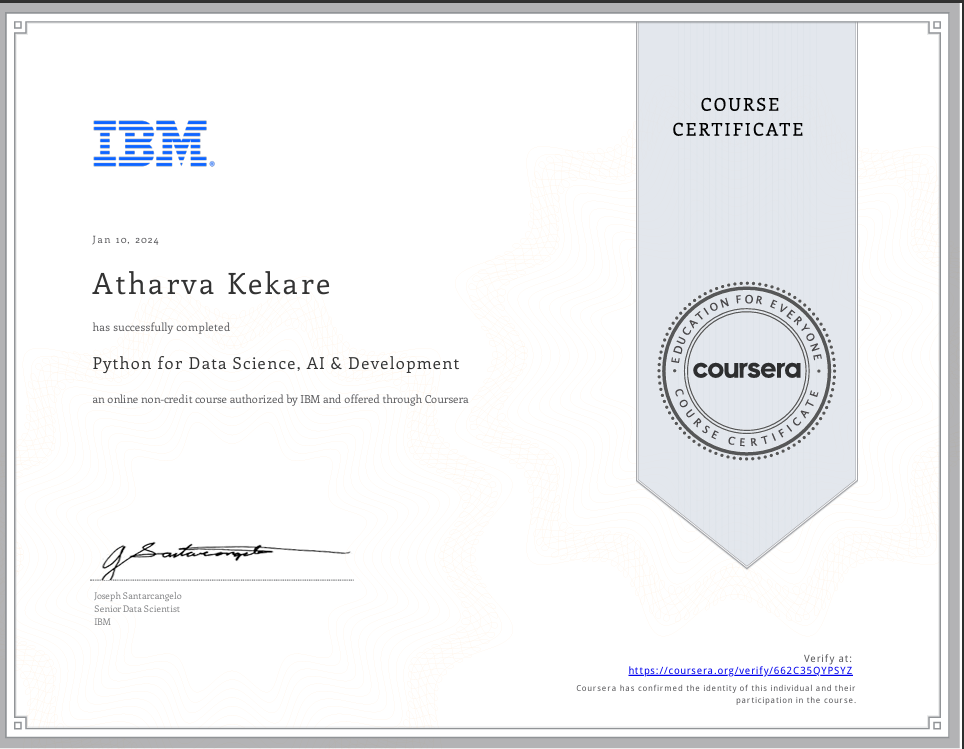 COURSE
CERTIFICATE
IBM®
Jan 10, 2024
Atharva Kekare
has successfully completed
Python for Data Science, AI & Development
an online non-credit course authorized by IBM and offered through Coursera
EDUCATION FOR EVERYONE
coursera
COURSE CERTIFICATE
J Santarcangelo
Joseph Santarcangelo
Senior Data Scientist
IBM
Verify at:
https://coursera.org/verify/662C35QYPSYZ
Coursera has confirmed the identity of this individual and their
participation in the course.